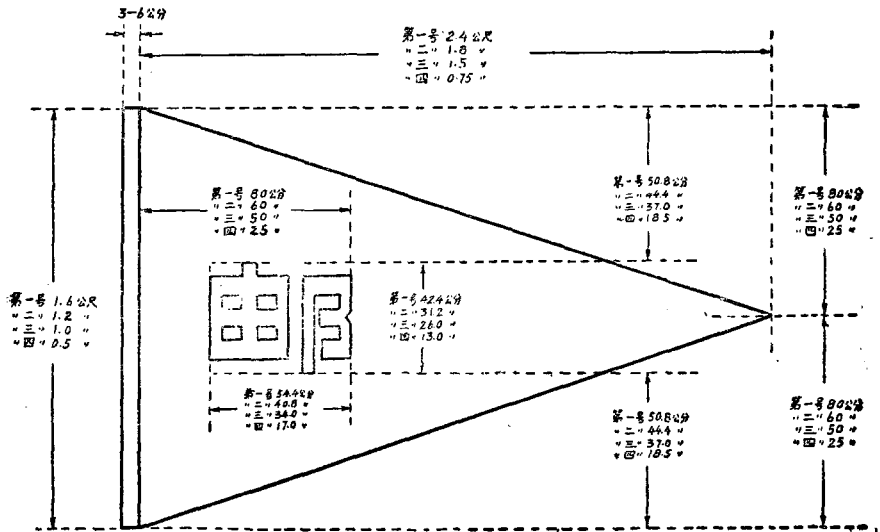 3-6公分
第一号 2.4公尺
〃二〃 1.8 〃
〃三〃 1.5 〃
〃四〃 0.75 〃
第一号 80公分
〃二〃 60 〃
〃三〃 50 〃
〃四〃 25 〃
第一号 50.8公分
〃二〃 44.4 〃
〃三〃 37.0 〃
〃四〃 18.5 〃
第一号 80公分
〃二〃 60 〃
〃三〃 50 〃
〃四〃 25 〃
第一号 1.6公尺
〃二〃 1.2 〃
〃三〃 1.0 〃
〃四〃 0.5 〃
邮
第一号 42.4公分
〃二〃 31.2 〃
〃三〃 26.0 〃
〃四〃 13.0 〃
第一号 54.4公分
〃二〃 40.8 〃
〃三〃 34.0 〃
〃四〃 17.0 〃
第一号 50.8公分
〃二〃 44.4 〃
〃三〃 37.0 〃
〃四〃 18.5 〃
第一号 80公分
〃二〃 60 〃
〃三〃 50 〃
〃四〃 25 〃